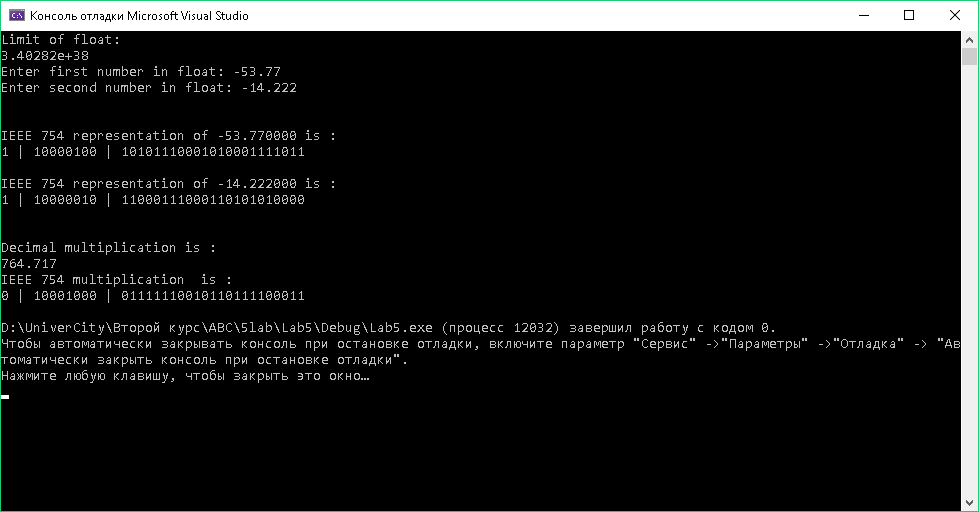 Консоль отладки Microsoft Visual Studio
Limit of float:
3.40282e+38
Enter first number in float: -53.77
Enter second number in float: -14.222
IEEE 754 representation of -53.770000 is :
1 | 10000100 | 10101110001010001111011
IEEE 754 representation of -14.222000 is :
1 | 10000010 | 11000111000110101010000
Decimal multiplication is :
764.717
IEEE 754 multiplication  is :
0 | 10001000 | 01111110010110111100011
D:\UniverCity\Второй курс\ABC\5lab\Lab5\Debug\Lab5.exe (процесс 12032) завершил работу с кодом 0.
Чтобы автоматически закрывать консоль при остановке отладки, включите параметр "Сервис" ->"Параметры" ->"Отладка" -> "Ав
томатически закрыть консоль при остановке отладки".
Нажмите любую клавишу, чтобы закрыть это окно…